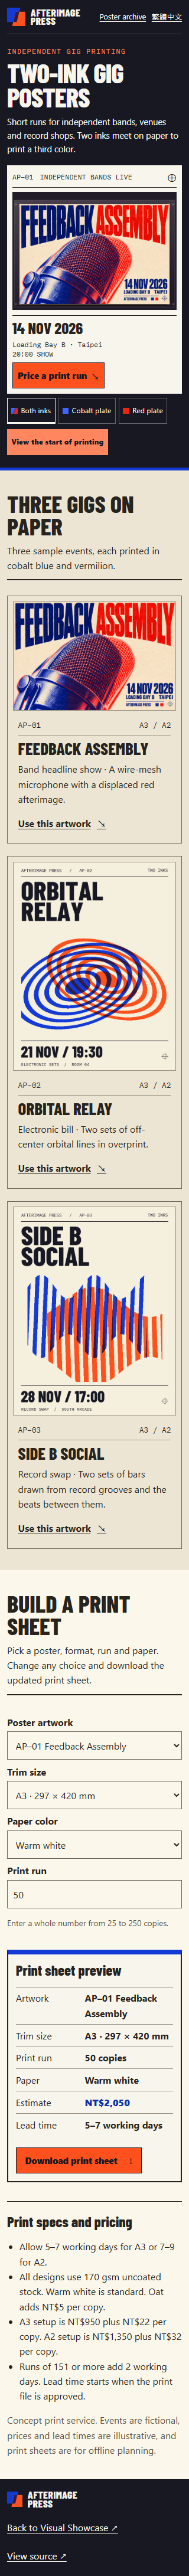 AFTERIMAGE
PRESS
Poster archive 繁體中文
INDEPENDENT GIG PRINTING
TWO-INK GIG
POSTERS
Short runs for independent bands, venues
and record shops. Two inks meet on paper to
print a third color.
AP–01 INDEPENDENT BANDS LIVE
FEEDBACK ASSEMBLY
14 NOV 2026
14 NOV 2026
Loading Bay B · Taipei
20:00 SHOW
Price a print run ↘
Both inks
Cobalt plate
Red plate
View the start of printing
THREE GIGS ON
PAPER
Three sample events, each printed in
cobalt blue and vermilion.
FEEDBACK ASSEMBLY
14 NOV 2026
AP–01 A3 / A2
FEEDBACK ASSEMBLY
Band headline show · A wire-mesh
microphone with a displaced red
afterimage.
Use this artwork ↘
AFTERIMAGE PRESS / AP–02 TWO INKS
ORBITAL
RELAY
21 NOV / 19:30
ELECTRONIC SETS / ROOM 04
AP–02 A3 / A2
ORBITAL RELAY
Electronic bill · Two sets of off-
center orbital lines in overprint.
Use this artwork ↘
AFTERIMAGE PRESS / AP–03 TWO INKS
SIDE B
SOCIAL
28 NOV / 17:00
RECORD SWAP / SOUTH ARCADE
AP–03 A3 / A2
SIDE B SOCIAL
Record swap · Two sets of bars
drawn from record grooves and the
beats between them.
Use this artwork ↘
BUILD A PRINT
SHEET
Pick a poster, format, run and paper.
Change any choice and download the
updated print sheet.
Poster artwork
AP–01 Feedback Assembly
Trim size
A3 · 297 × 420 mm
Paper color
Warm white
Print run
50
Enter a whole number from 25 to 250 copies.
Print sheet preview
Artwork AP–01 Feedback
Assembly
Trim size A3 · 297 × 420 mm
Print run 50 copies
Paper Warm white
Estimate NT$2,050
Lead time 5–7 working days
Download print sheet ↓
Print specs and pricing
• Allow 5–7 working days for A3 or 7–9
for A2.
• All designs use 170 gsm uncoated
stock. Warm white is standard. Oat
adds NT$5 per copy.
• A3 setup is NT$950 plus NT$22 per
copy. A2 setup is NT$1,350 plus NT$32
per copy.
• Runs of 151 or more add 2 working
days. Lead time starts when the print
file is approved.
Concept print service. Events are fictional,
prices and lead times are illustrative, and
print sheets are for offline planning.
AFTERIMAGE
PRESS
Back to Visual Showcase ↗
View source ↗